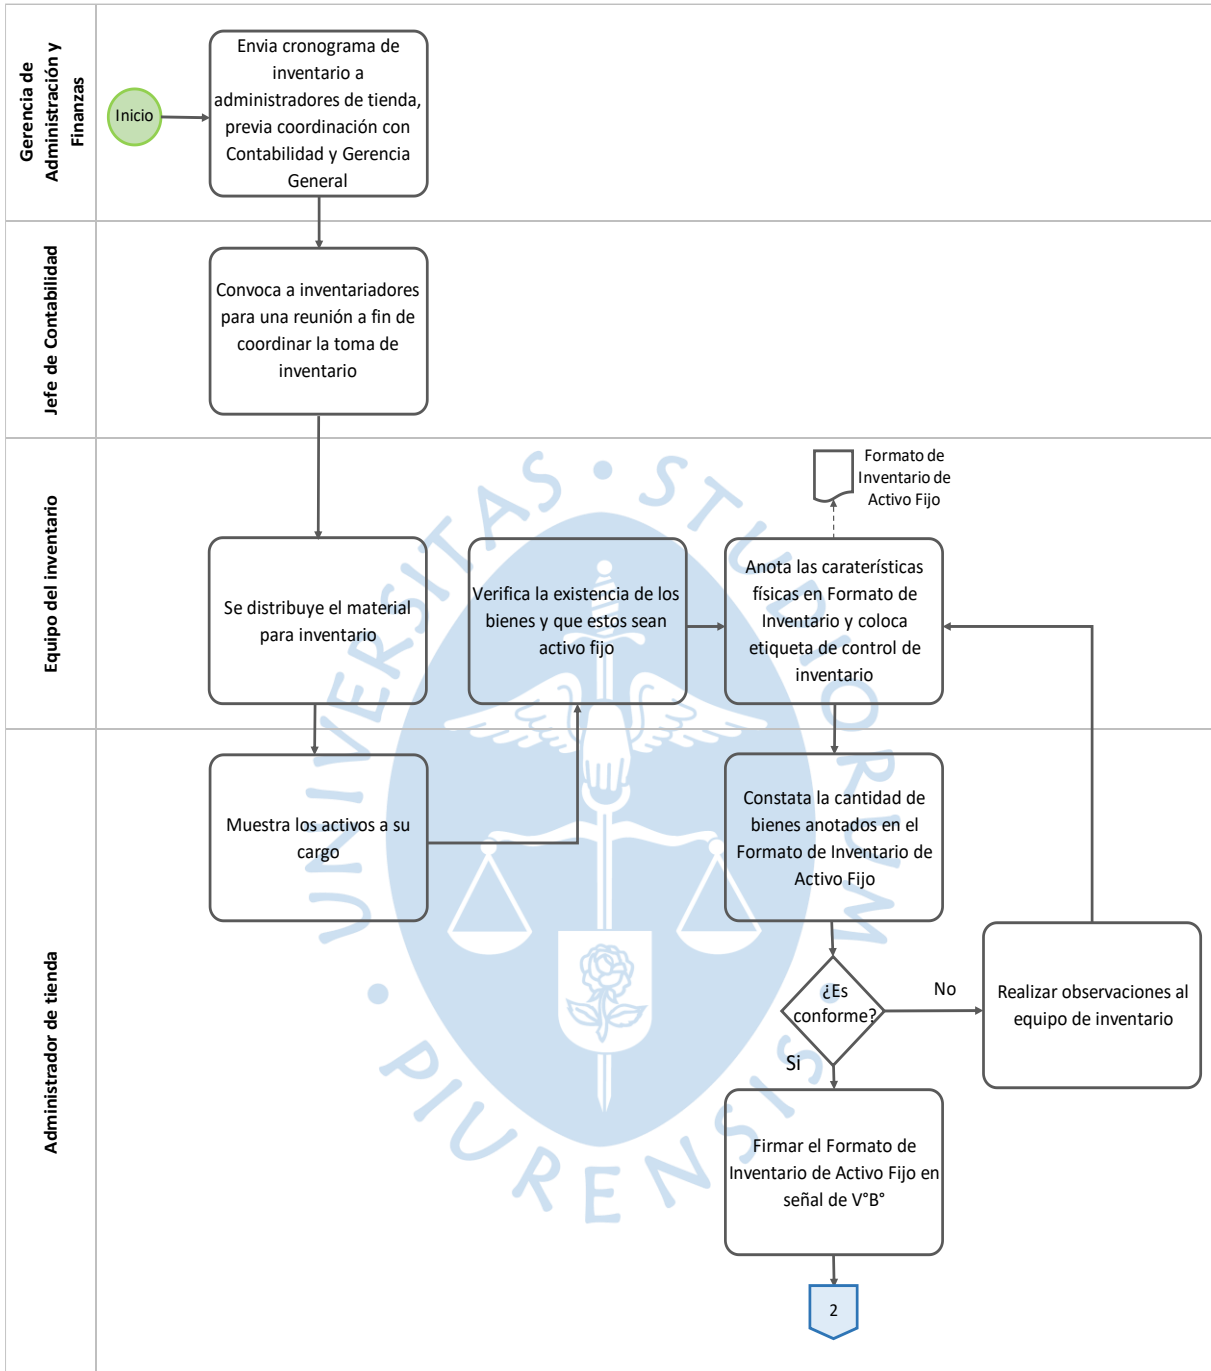 Gerencia de
Administración y
Finanzas
Inicio
Envia cronograma de
inventario a
administradores de tienda,
previa coordinación con
Contabilidad y Gerencia
General
Jefe de Contabilidad
Convoca a inventariadores
para una reunión a fin de
coordinar la toma de
inventario
Equipo del inventario
Formato de
Inventario de
Activo Fijo
Se distribuye el material
para inventario
Verifica la existencia de los
bienes y que estos sean
activo fijo
Anota las caraterísticas
físicas en Formato de
Inventario y coloca
etiqueta de control de
inventario
Administrador de tienda
Muestra los activos a su
cargo
Constata la cantidad de
bienes anotados en el
Formato de Inventario de
Activo Fijo
¿Es
conforme?
No
Si
Realizar observaciones al
equipo de inventario
Firmar el Formato de
Inventario de Activo Fijo en
señal de V°B°
2
UNIVERSITAS • STUDIORUM • PIURENSIS •